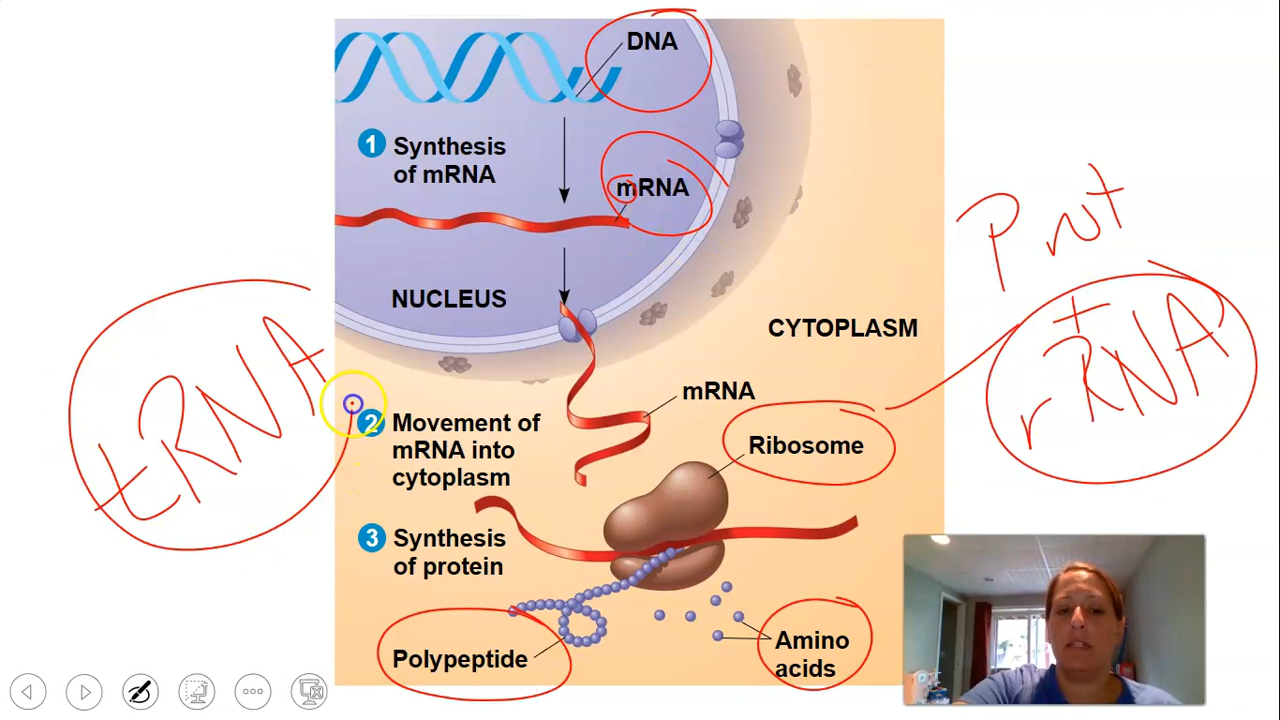 DNA
1 Synthesis
of mRNA
mRNA
NUCLEUS
CYTOPLASM
Prot
+
rRNA
tRNA
mRNA
2 Movement of
mRNA into
cytoplasm
Ribosome
3 Synthesis
of protein
Polypeptide
Amino
acids